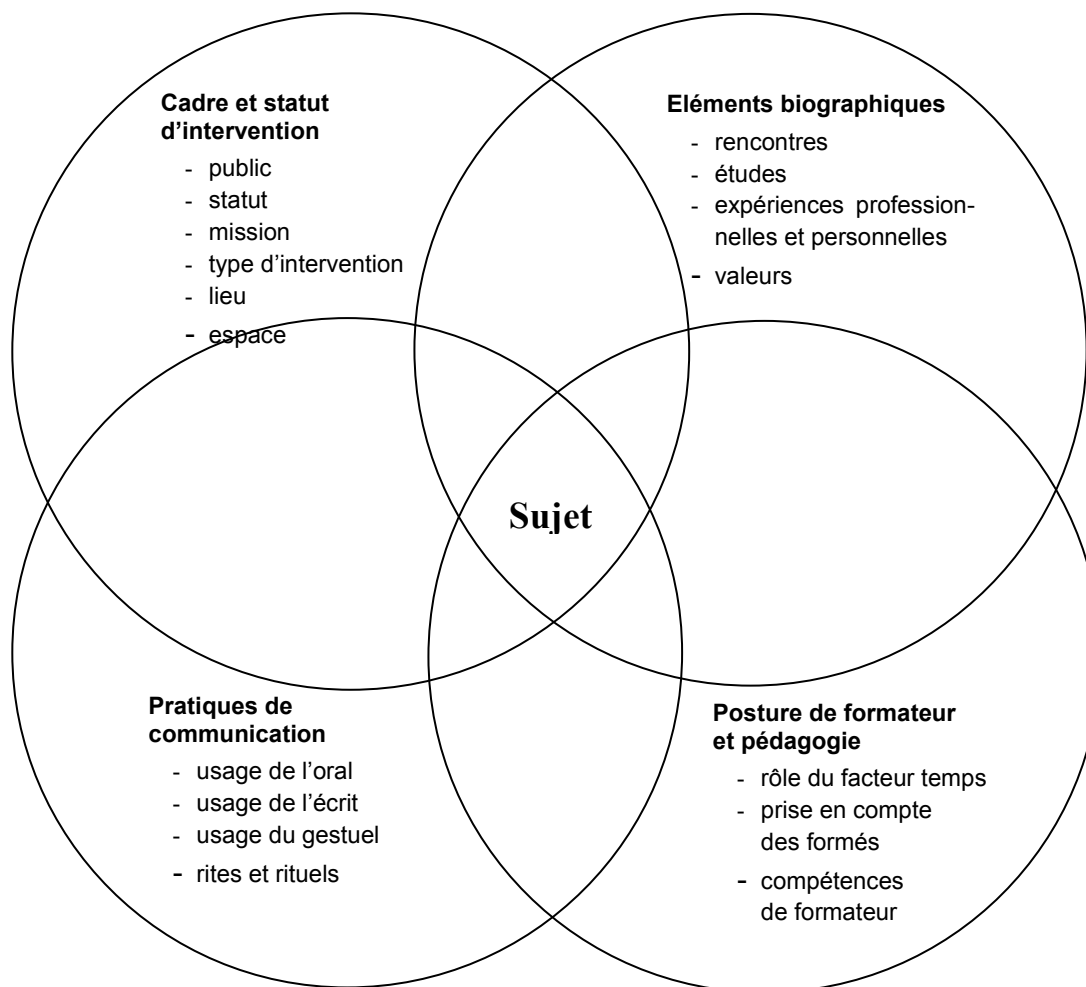 Cadre et statut
d’intervention
- public
- statut
- mission
- type d’intervention
- lieu
- espace
Eléments biographiques
- rencontres
- études
- expériences profession-
nelles et personnelles
- valeurs
Sujet
Pratiques de
communication
- usage de l’oral
- usage de l’écrit
- usage du gestuel
- rites et rituels
Posture de formateur
et pédagogie
- rôle du facteur temps
- prise en compte
des formés
- compétences
de formateur